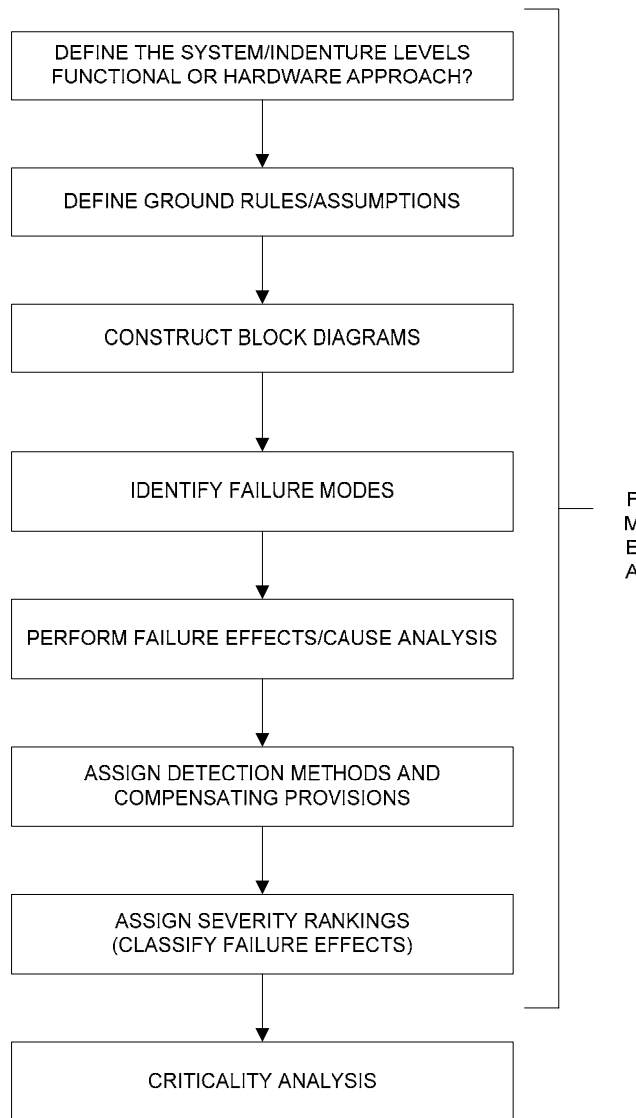 DEFINE THE SYSTEM/INDENTURE LEVELS
FUNCTIONAL OR HARDWARE APPROACH?
DEFINE GROUND RULES/ASSUMPTIONS
CONSTRUCT BLOCK DIAGRAMS
IDENTIFY FAILURE MODES
PERFORM FAILURE EFFECTS/CAUSE ANALYSIS
ASSIGN DETECTION METHODS AND
COMPENSATING PROVISIONS
ASSIGN SEVERITY RANKINGS
(CLASSIFY FAILURE EFFECTS)
CRITICALITY ANALYSIS